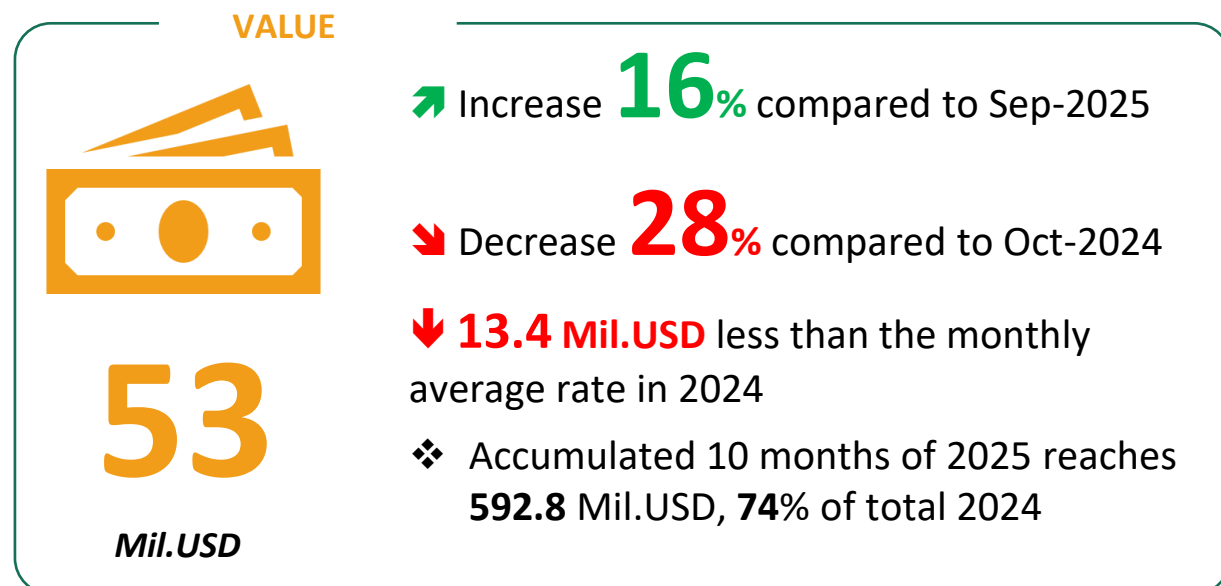 VALUE
Increase 16% compared to Sep-2025
Decrease 28% compared to Oct-2024
13.4 Mil.USD less than the monthly
average rate in 2024
53
Mil.USD
❖ Accumulated 10 months of 2025 reaches
592.8 Mil.USD, 74% of total 2024